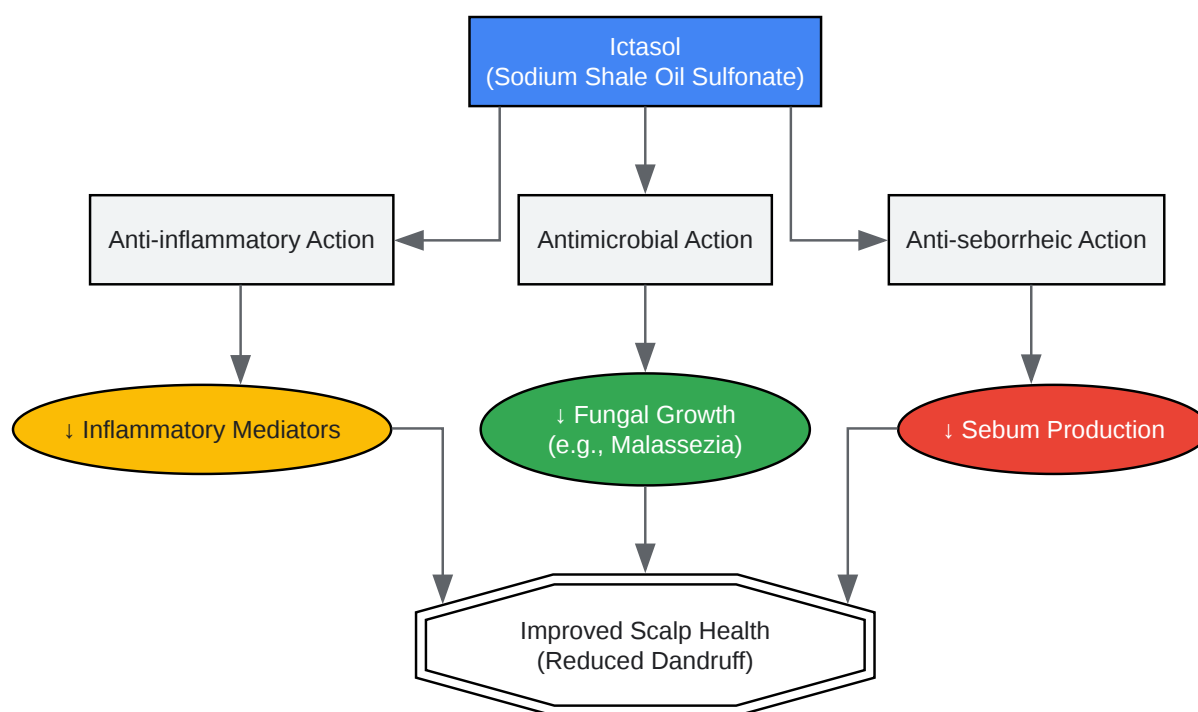 Ictasol
(Sodium Shale Oil Sulfonate)
Anti-inflammatory Action
Antimicrobial Action
Anti-seborrheic Action
↓ Inflammatory Mediators
↓ Fungal Growth
(e.g., Malassezia)
↓ Sebum Production
Improved Scalp Health
(Reduced Dandruff)